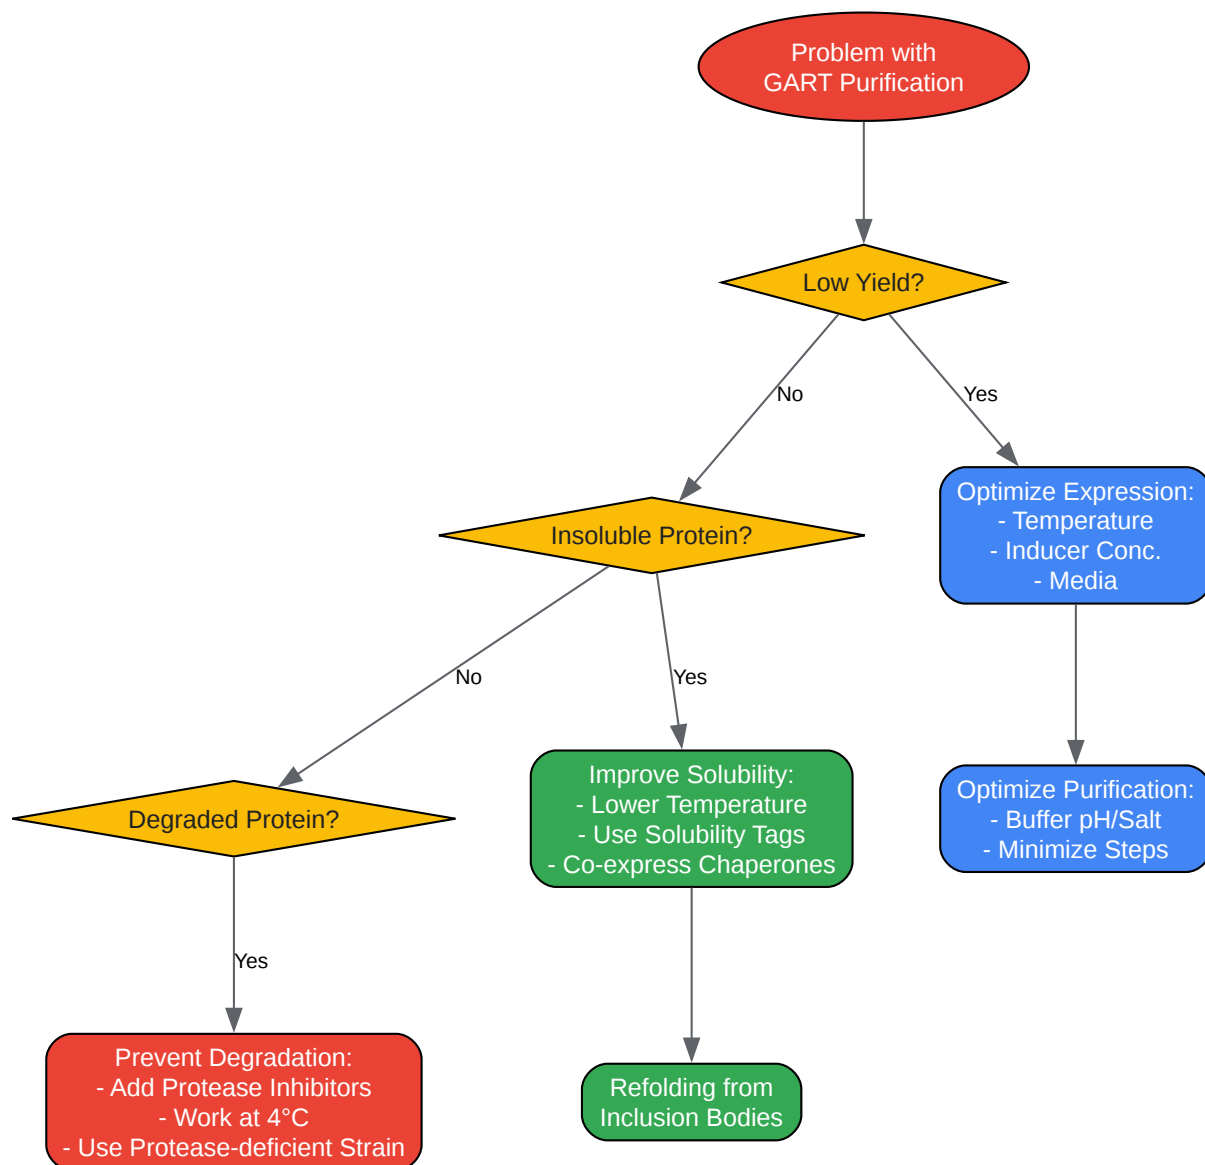 Problem with
GART Purification
Low Yield?
No
Yes
Optimize Expression:
- Temperature
- Inducer Conc.
- Media
Insoluble Protein?
No
Yes
Improve Solubility:
- Lower Temperature
- Use Solubility Tags
- Co-express Chaperones
Optimize Purification:
- Buffer pH/Salt
- Minimize Steps
Degraded Protein?
Yes
Prevent Degradation:
- Add Protease Inhibitors
- Work at 4°C
- Use Protease-deficient Strain
Refolding from
Inclusion Bodies